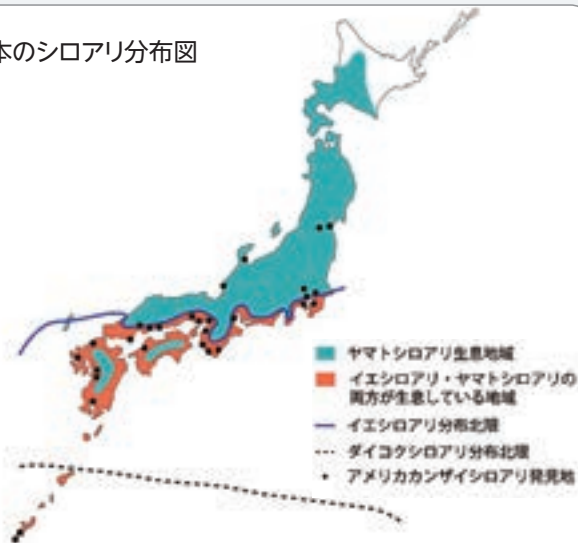 本のシロアリ分布図
ヤマトシロアリ生息地域
イエシロアリ・ヤマトシロアリの
両方が生息している地域
イエシロアリ分布北限
ダイコクシロアリ分布北限
アメリカカンザイシロアリ発見地